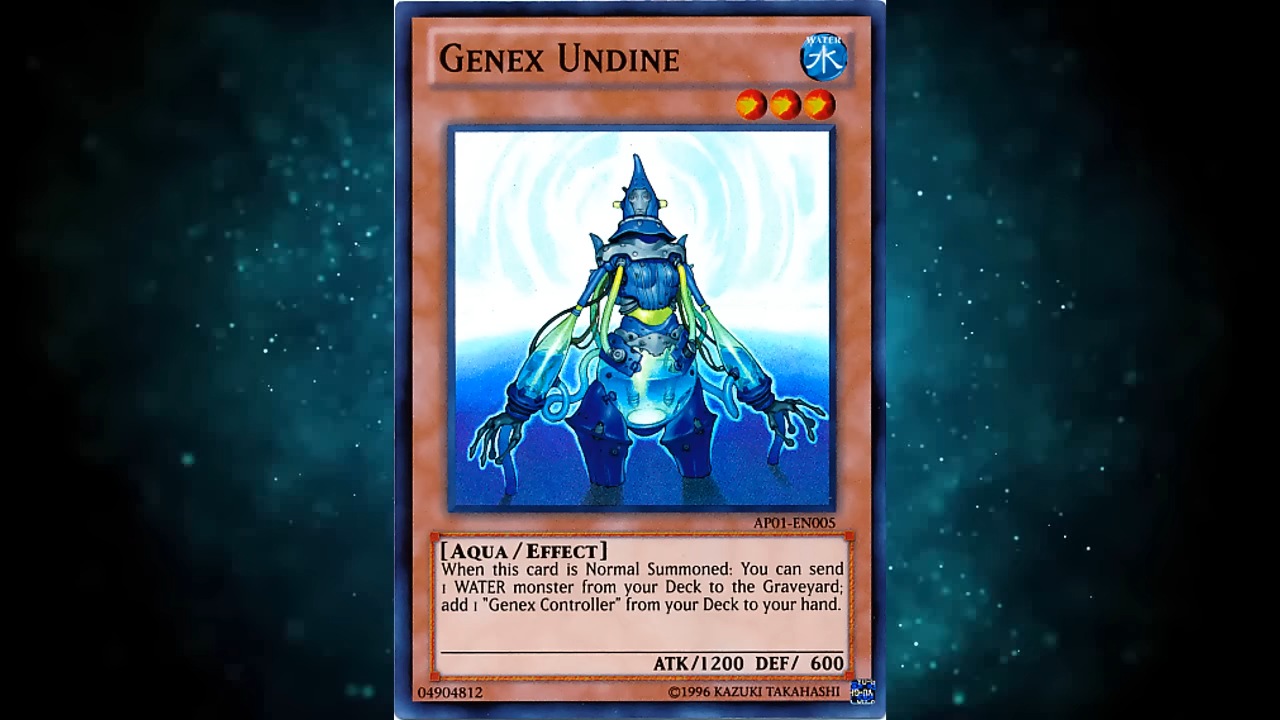 GENEX UNDINE
WATER
水
AP01-EN005
[AQUA/EFFECT]
When this card is Normal Summoned: You can send
1 WATER monster from your Deck to the Graveyard;
add 1 "Genex Controller" from your Deck to your hand.
ATK/1200 DEF/ 600
04904812
©1996 KAZUKI TAKAHASHI